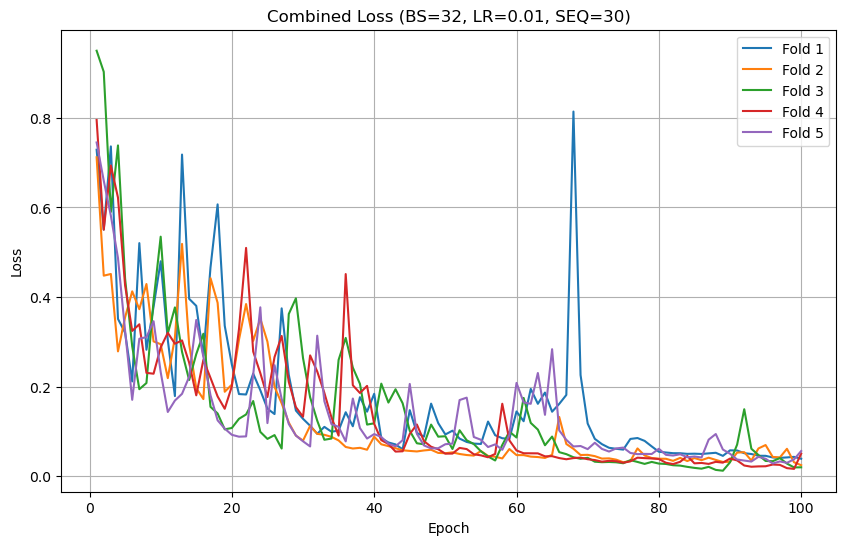 Combined Loss (BS=32, LR=0.01, SEQ=30)
Fold 1
Fold 2
Fold 3
Fold 4
Fold 5
Loss
0.8
0.6
0.4
0.2
0.0
0 20 40 60 80 100
Epoch